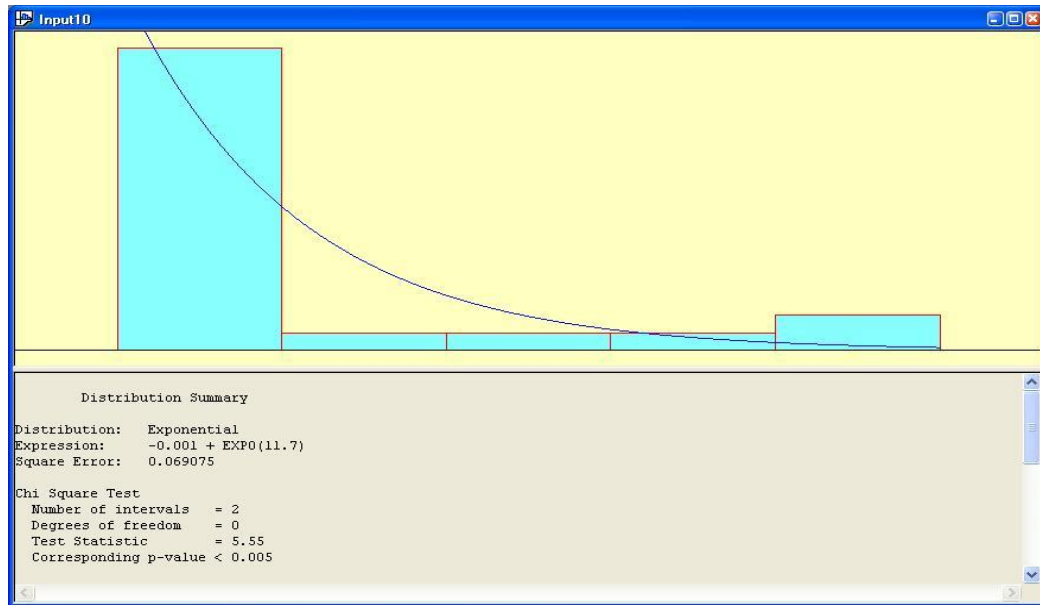 Input10
Distribution Summary
Distribution: Exponential
Expression: -0.001 + EXPO(11.7)
Square Error: 0.069075
Chi Square Test
Number of intervals = 2
Degrees of freedom = 0
Test Statistic = 5.55
Corresponding p-value < 0.005